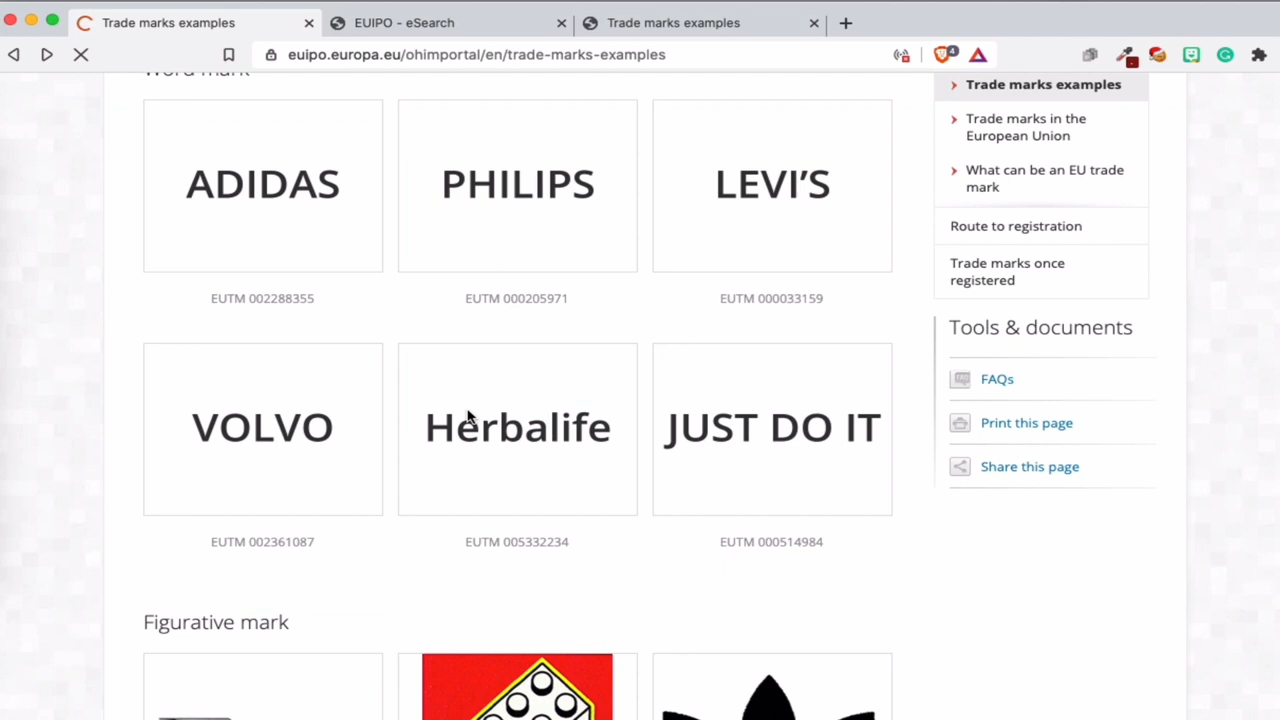 Trade marks examples
EUIPO - eSearch
Trade marks examples
euipo.europa.eu/ohimportal/en/trade-marks-examples
4
Word mark
ADIDAS
PHILIPS
LEVI'S
EUTM 002288355
EUTM 000205971
EUTM 000033159
VOLVO
Herbalife
JUST DO IT
EUTM 002361087
EUTM 005332234
EUTM 000514984
Figurative mark
Trade marks examples
Trade marks in the
European Union
What can be an EU trade
mark
Route to registration
Trade marks once
registered
Tools & documents
FAQs
Print this page
Share this page